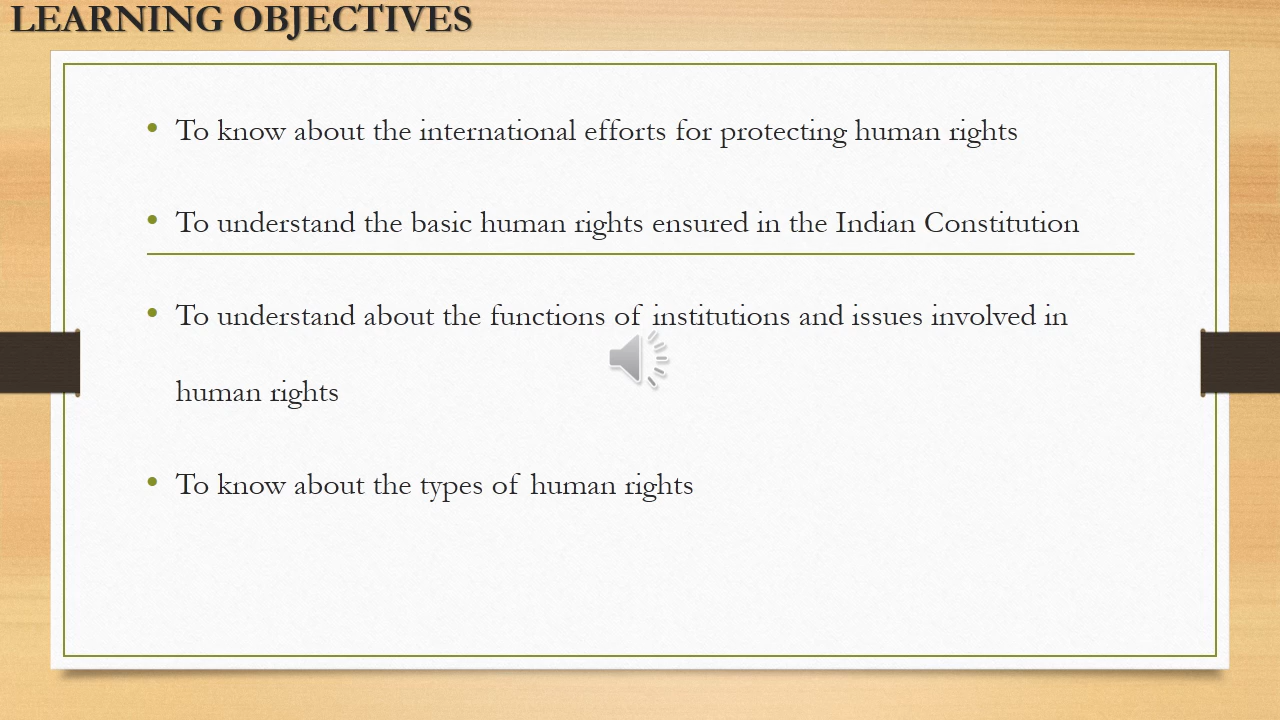 LEARNING OBJECTIVES
• To know about the international efforts for protecting human rights
• To understand the basic human rights ensured in the Indian Constitution
• To understand about the functions of institutions and issues involved in
human rights
• To know about the types of human rights